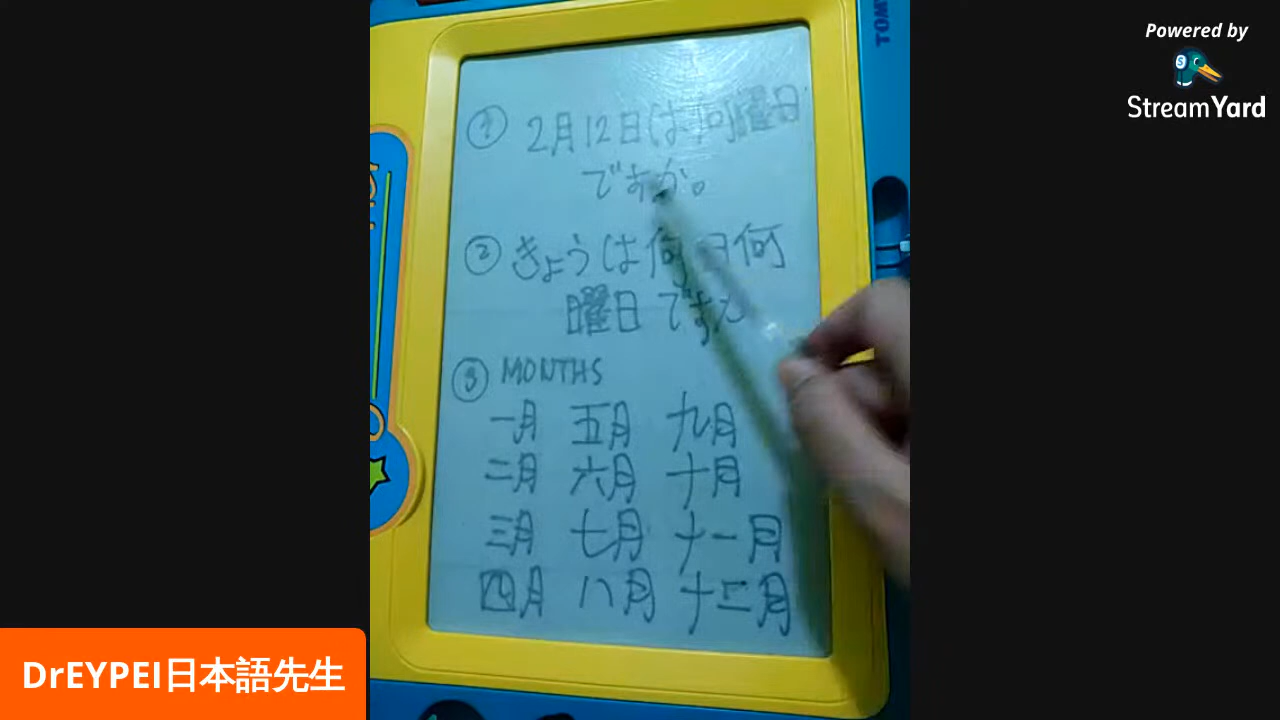 Powered by
StreamYard
TOMY
① 2月12日は何曜日
ですか。
② きょうは何 日何
曜日です
③ MONTHS
一月 五月 九月
二月 六月 十月
三月 七月 十一月
四月 八月 十二月
DrEYPEI日本語先生